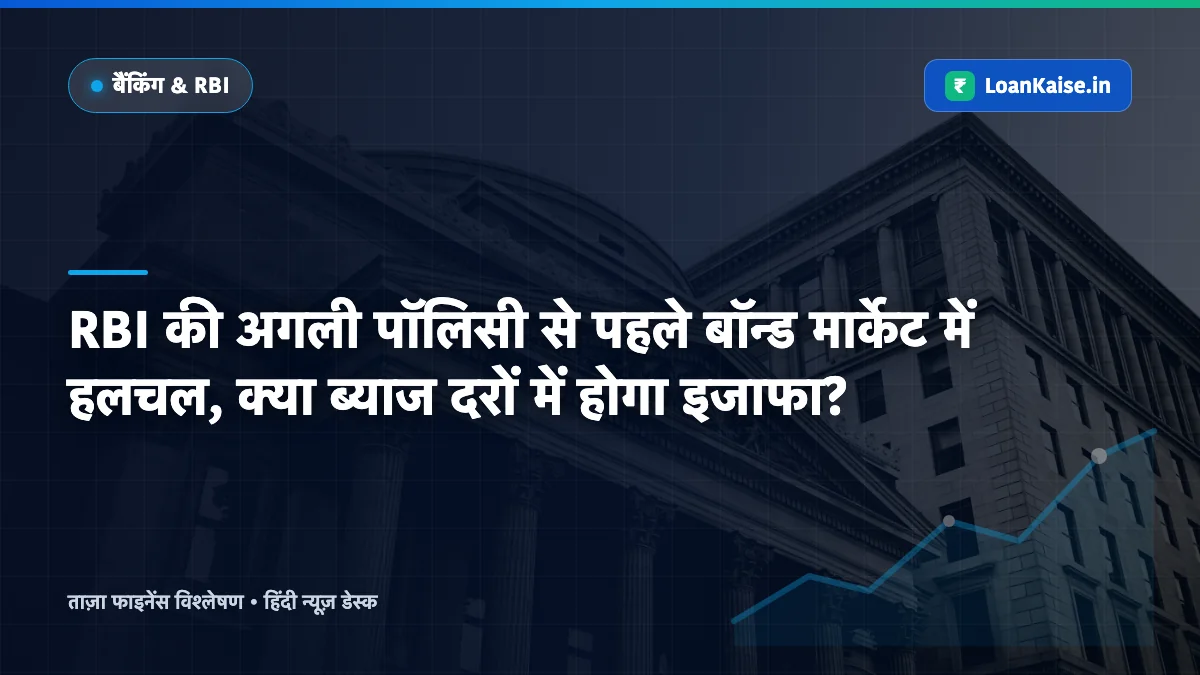 बैंकिंग & RBI
₹ LoanKaise.in
RBI की अगली पॉलिसी से पहले बॉन्ड मार्केट में
हलचल, क्या ब्याज दरों में होगा इजाफा?
ताज़ा फाइनेंस विश्लेषण • हिंदी न्यूज़ डेस्क